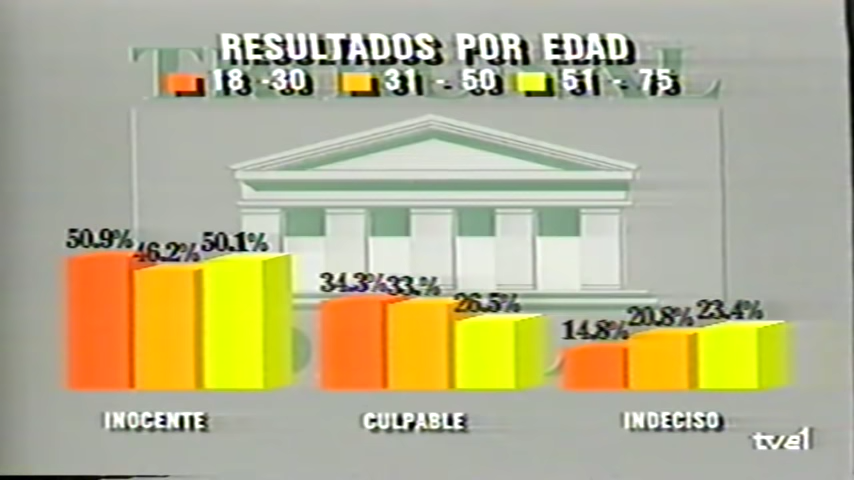 RESULTADOS POR EDAD
18 -30 31 - 50 51 - 75
50.9% 46.2% 50.1%
34.3% 33.% 26.5%
14.8% 20.8% 23.4%
INOCENTE CULPABLE INDECISO
tve1